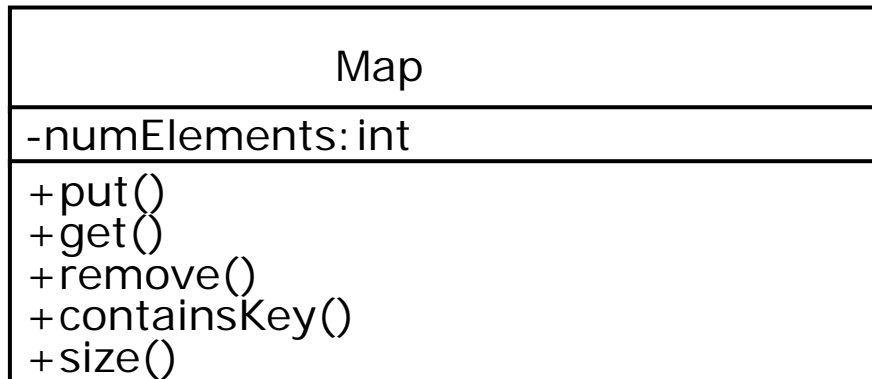 Map
-numElements:int
+put()
+get()
+remove()
+containsKey()
+size()